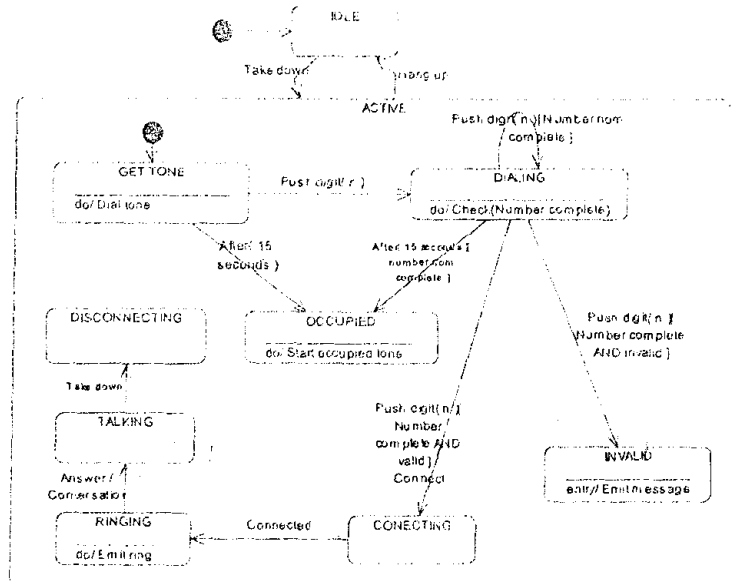 IDLE
Take down
Hang up
ACTIVE
Push digit( n )[Number nom
complete ]
GET TONE
do/ Dial tone
Push digit( n )
DIALING
do/ Check(Number complete)
After( 15
seconds )
After( 15 seconds [
number nom
complete ]
DISCONNECTING
OCCUPIED
do/ Start occupied tone
Push digit( n )[
Number complete
AND invalid ]
Take down
TALKING
Push digit( n )[
Number
complete AND
valid ]
Connect
INVALID
entry/ Emit message
Answer /
Conversation
RINGING
do/ Emit ring
Connected
CONECTING